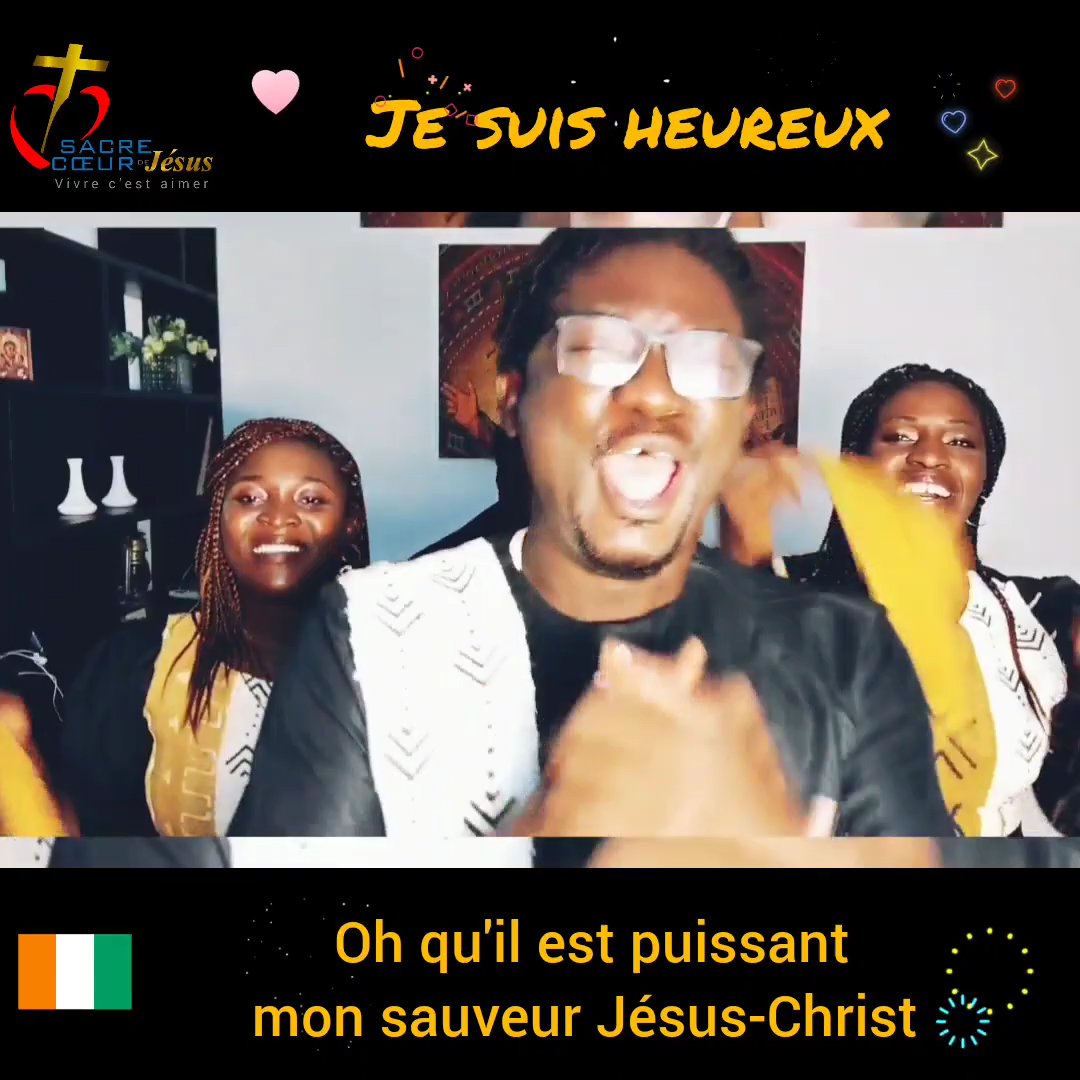 SACRE
CŒUR DE Jésus
Vivre c'est aimer
JE SUIS HEUREUX
Oh qu'il est puissant
mon sauveur Jésus-Christ